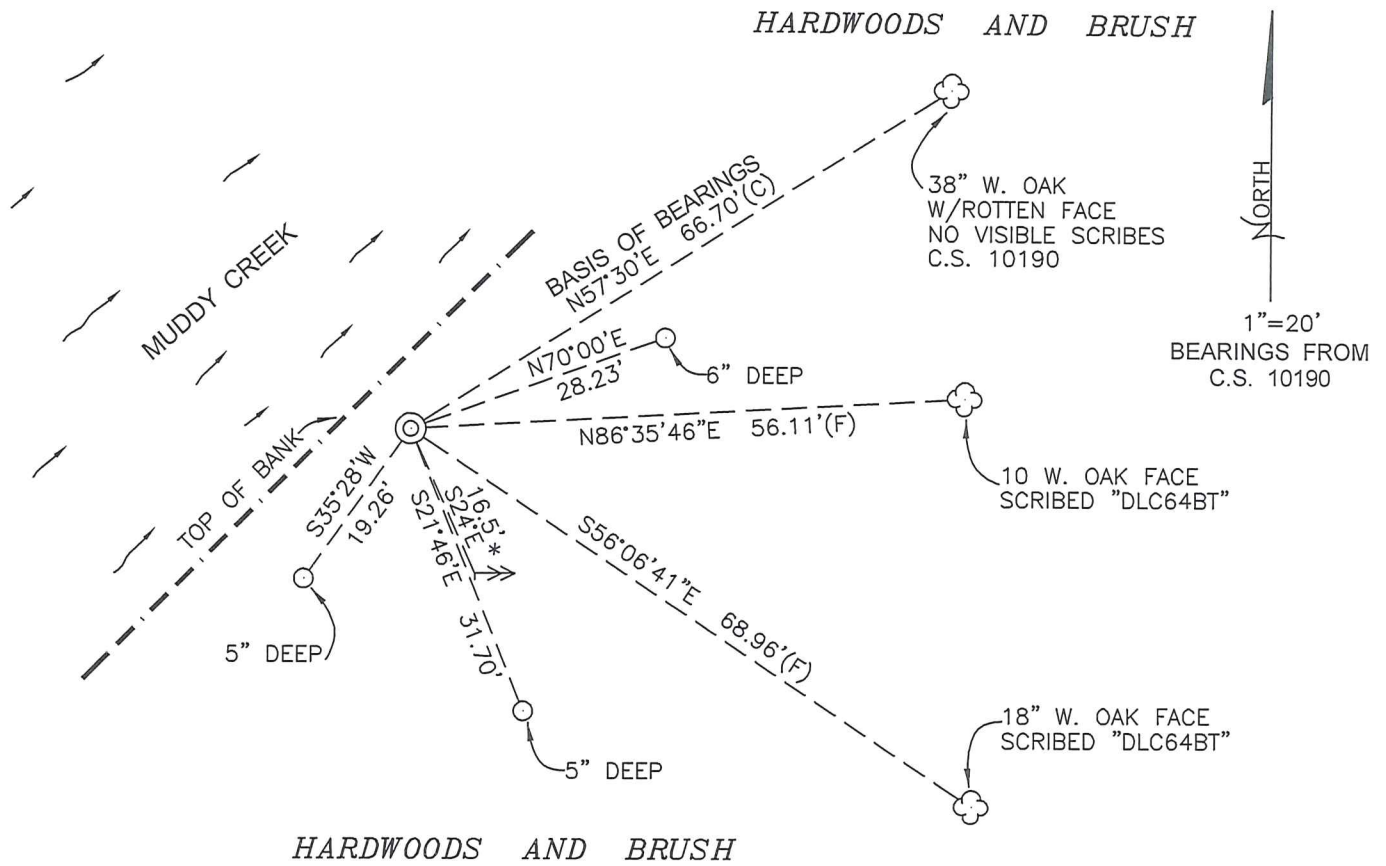 HARDWOODS AND BRUSH
38" W. OAK
W/ROTTEN FACE
NO VISIBLE SCRIBES
C.S. 10190
NORTH
1"=20'
BEARINGS FROM
C.S. 10190
MUDDY CREEK
TOP OF BANK
BASIS OF BEARINGS
N57°30'E 66.70'(C)
N70°00'E
28.23'
6" DEEP
N86°35'46"E 56.11'(F)
10 W. OAK FACE
SCRIBED "DLC64BT"
S35°28'W
19.26'
5" DEEP
16.5'
S24°E *
S21°46'E 31.70'
5" DEEP
S56°06'41"E 68.96'(F)
18" W. OAK FACE
SCRIBED "DLC64BT"
HARDWOODS AND BRUSH